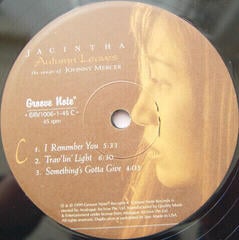 JACINTHA
Autumn Leaves
the songs of JOHNNY MERCER
Groove Note®
• GRV1006-1-45 C •
45 rpm
C
1. I Remember You 5:33
2. Trav'lin' Light 6:30
3. Something's Gotta Give 4:03